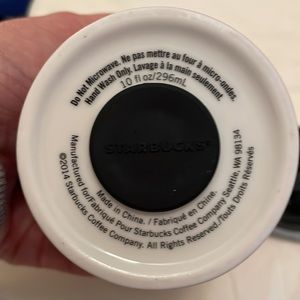 Do Not Microwave. Ne pas mettre au four à micro-ondes.
Hand Wash Only. Lavage à la main seulement.
10 fl oz/296mL
STARBUCKS®
Made in China. / Fabriqué en Chine.
Manufactured for/Fabriqué Pour Starbucks Coffee Company Seattle, WA 98134
©2014 Starbucks Coffee Company. All Rights Reserved./Touts Droits Réservés